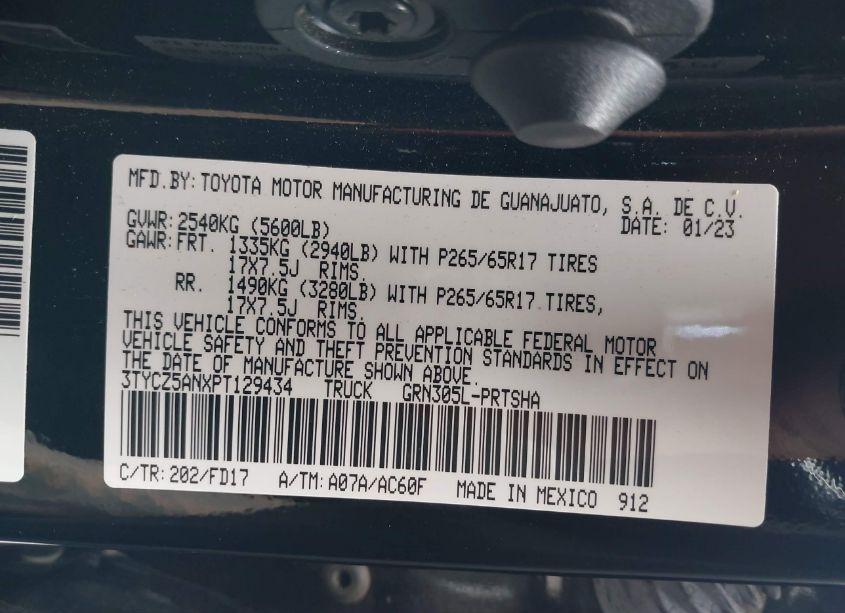 MFD.BY: TOYOTA MOTOR MANUFACTURING DE GUANAJUATO, S.A. DE C.V.
GVWR: 2540KG (5600LB) DATE: 01/23
GAWR: FRT. 1335KG (2940LB) WITH P265/65R17 TIRES
17X7.5J RIMS.
RR. 1490KG (3280LB) WITH P265/65R17 TIRES,
17X7.5J RIMS.
THIS VEHICLE CONFORMS TO ALL APPLICABLE FEDERAL MOTOR
VEHICLE SAFETY AND THEFT PREVENTION STANDARDS IN EFFECT ON
THE DATE OF MANUFACTURE SHOWN ABOVE.
3TYCZ5ANXPT129434 TRUCK GRN305L-PRTSHA
C/TR: 202/FD17 A/TM: A07A/AC60F MADE IN MEXICO 912